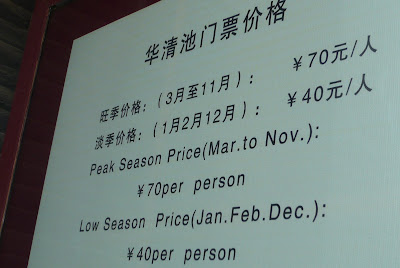 华清池门票价格
旺季价格:（3月至11月）: ￥70元/人
淡季价格:（1月2月12月）: ￥40元/人
Peak Season Price(Mar.to Nov.):
￥70per person
Low Season Price(Jan.Feb.Dec.):
￥40per person